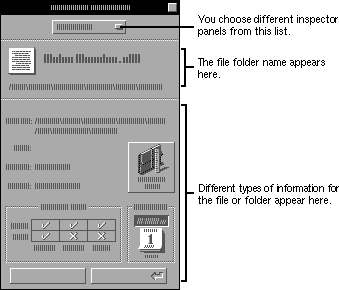 You choose different inspector
panels from this list.
The file folder name appears
here.
Different types of information for
the file or folder appear here.
1